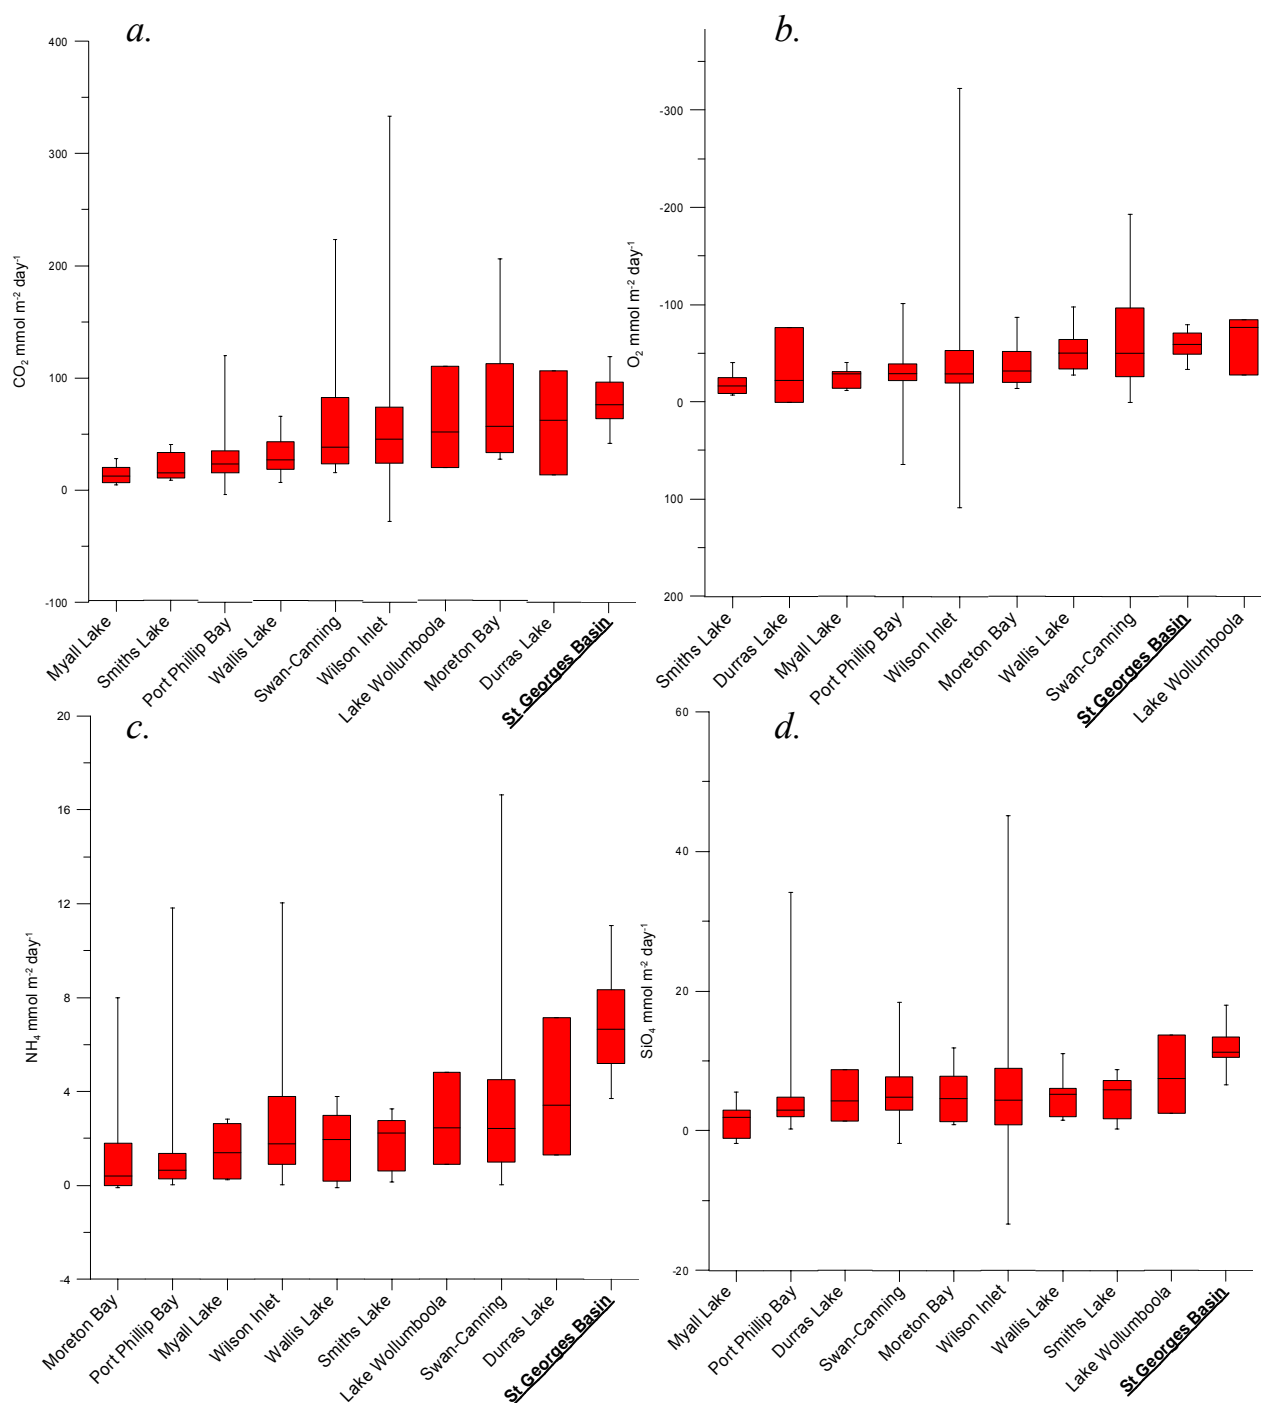 a.
400
300
200
100
0
-100
CO₂ mmol m⁻² day⁻¹
Myall Lake
Smiths Lake
Port Phillip Bay
Wallis Lake
Swan-Canning
Wilson Inlet
Lake Wollumboola
Moreton Bay
Durras Lake
St Georges Basin
b.
-300
-200
-100
0
100
200
O₂ mmol m⁻² day⁻¹
Smiths Lake
Durras Lake
Myall Lake
Port Phillip Bay
Wilson Inlet
Moreton Bay
Wallis Lake
Swan-Canning
St Georges Basin
Lake Wollumboola
c.
20
16
12
8
4
0
-4
NH₄ mmol m⁻² day⁻¹
Moreton Bay
Port Phillip Bay
Myall Lake
Wilson Inlet
Wallis Lake
Smiths Lake
Lake Wollumboola
Swan-Canning
Durras Lake
St Georges Basin
d.
60
40
20
0
-20
SiO₄ mmol m⁻² day⁻¹
Myall Lake
Port Phillip Bay
Durras Lake
Swan-Canning
Moreton Bay
Wilson Inlet
Wallis Lake
Smiths Lake
Lake Wollumboola
St Georges Basin